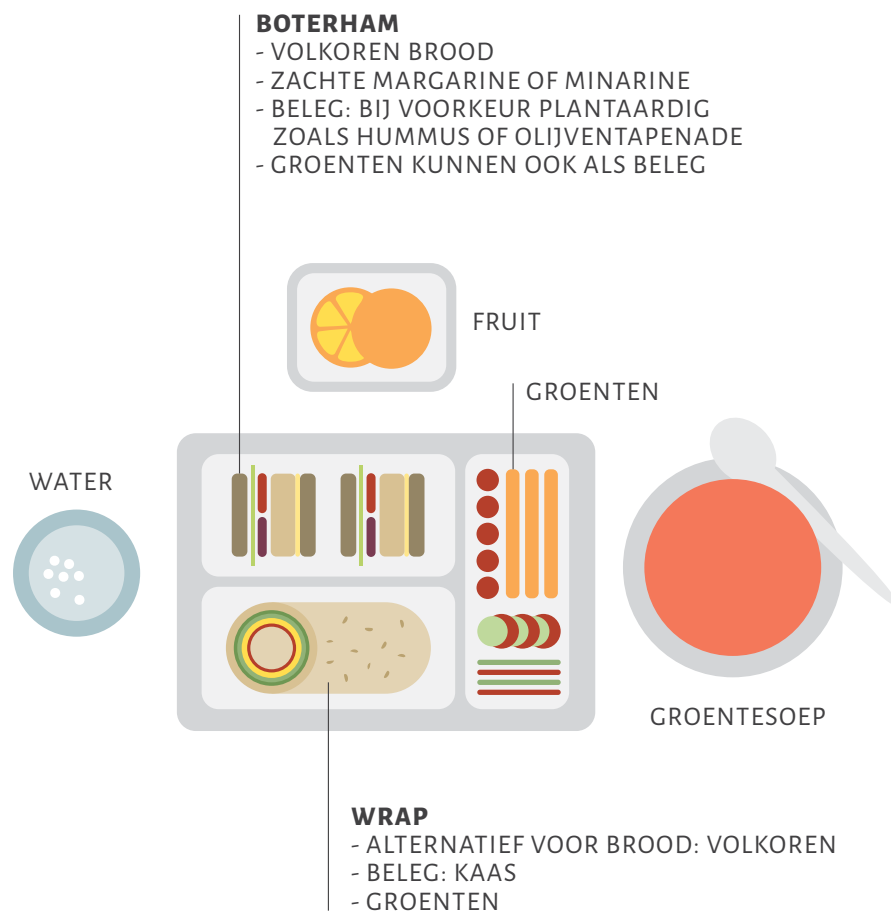 BOTERHAM
- VOLKOREN BROOD
- ZACHTE MARGARINE OF MINARINE
- BELEG: BIJ VOORKEUR PLANTAARDIG
ZOALS HUMMUS OF OLIJVENTAPENADE
- GROENTEN KUNNEN OOK ALS BELEG
FRUIT
GROENTEN
WATER
GROENTESOEP
WRAP
- ALTERNATIEF VOOR BROOD: VOLKOREN
- BELEG: KAAS
- GROENTEN